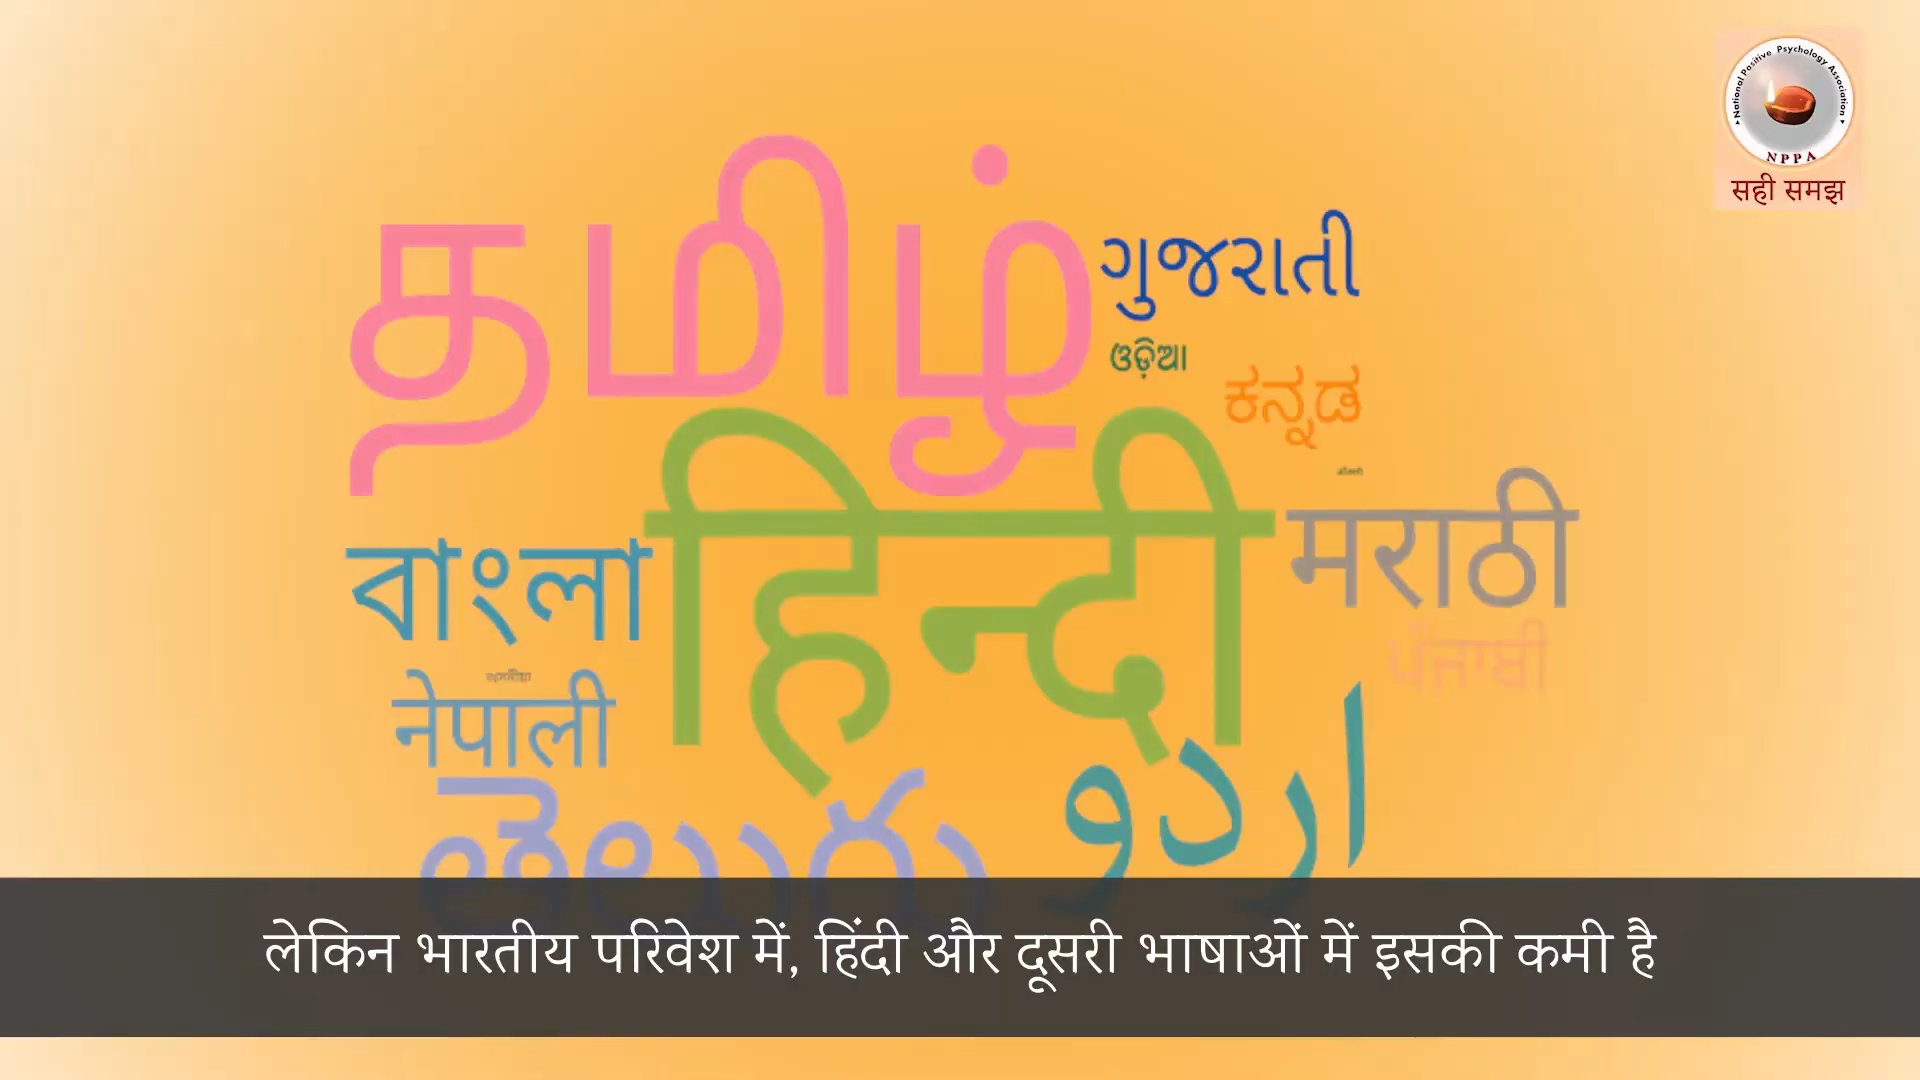 National Positive Psychology Association
NPPA
सही समझ
தமிழ்
ગુજરાતી
ଓଡ଼ିଆ
ಕನ್ನಡ
हिन्दी
मराठी
বাংলা
ਪੰਜਾਬੀ
नेपाली
اردو
తెలుగు
लेकिन भारतीय परिवेश में, हिंदी और दूसरी भाषाओं में इसकी कमी है